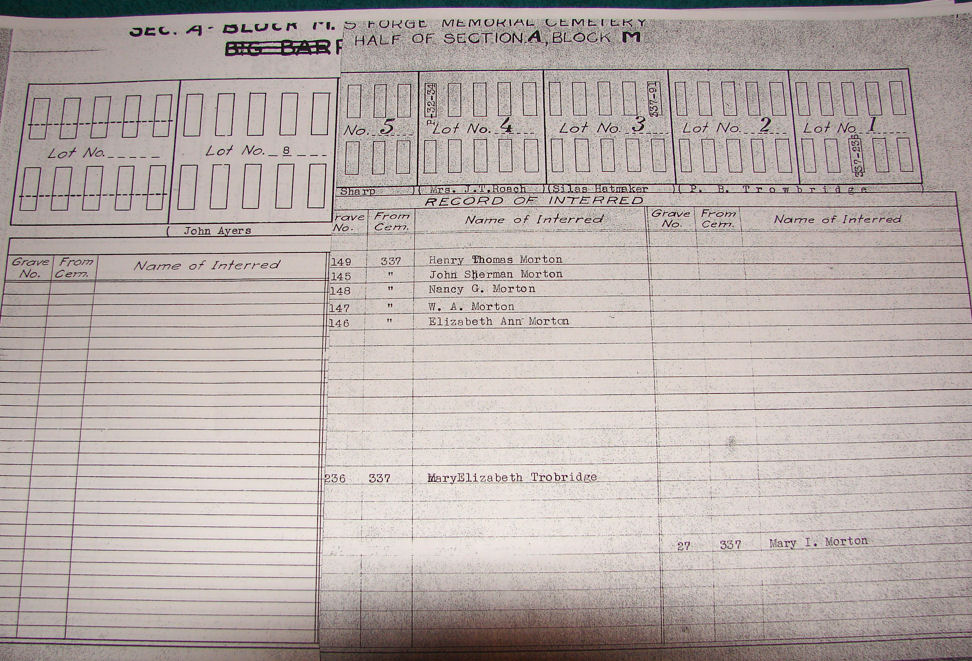 SEC. A - BLOCK M.
S FORGE MEMORIAL CEMETERY
BIG BARR
HALF OF SECTION A, BLOCK M
337-91
Lot No.
Lot No. 8
No. 5
Lot No. 4
Lot No. 3
Lot No. 2
Lot No. 1
337-236
Sharp )( Mrs. J.T.Roach )(Silas Hatmaker )( P. B. Trowbridge
( John Ayers
RECORD OF INTERRED
Grave No. From Cem. Name of Interred
rave No. From Cem. Name of Interred Grave No. From Cem. Name of Interred
149 337 Henry Thomas Morton
145 " John Sherman Morton
148 " Nancy G. Morton
147 " W. A. Morton
146 " Elizabeth Ann Morton
236 337 MaryElizabeth Trobridge
27 337 Mary I. Morton